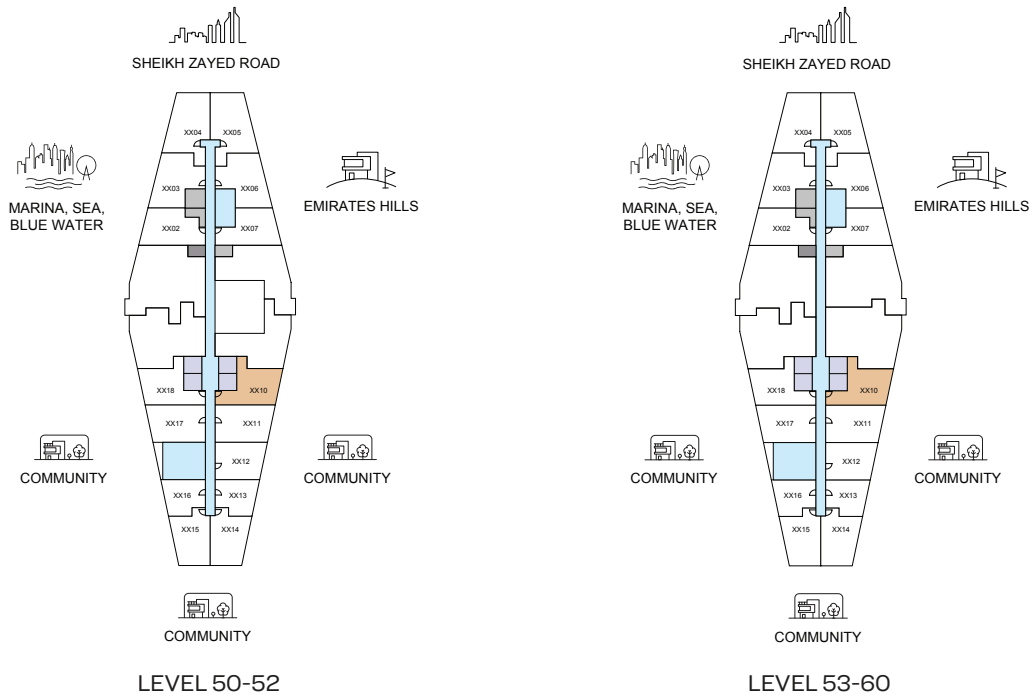 SHEIKH ZAYED ROAD
XX04
XX05
MARINA, SEA,
BLUE WATER
EMIRATES HILLS
XX03
XX06
XX02
XX07
XX18
XX10
XX17
XX11
COMMUNITY
COMMUNITY
XX12
XX16
XX13
XX15
XX14
COMMUNITY
LEVEL 50-52
SHEIKH ZAYED ROAD
XX04
XX05
MARINA, SEA,
BLUE WATER
EMIRATES HILLS
XX03
XX06
XX02
XX07
XX18
XX10
XX17
XX11
COMMUNITY
COMMUNITY
XX12
XX16
XX13
XX15
XX14
COMMUNITY
LEVEL 53-60